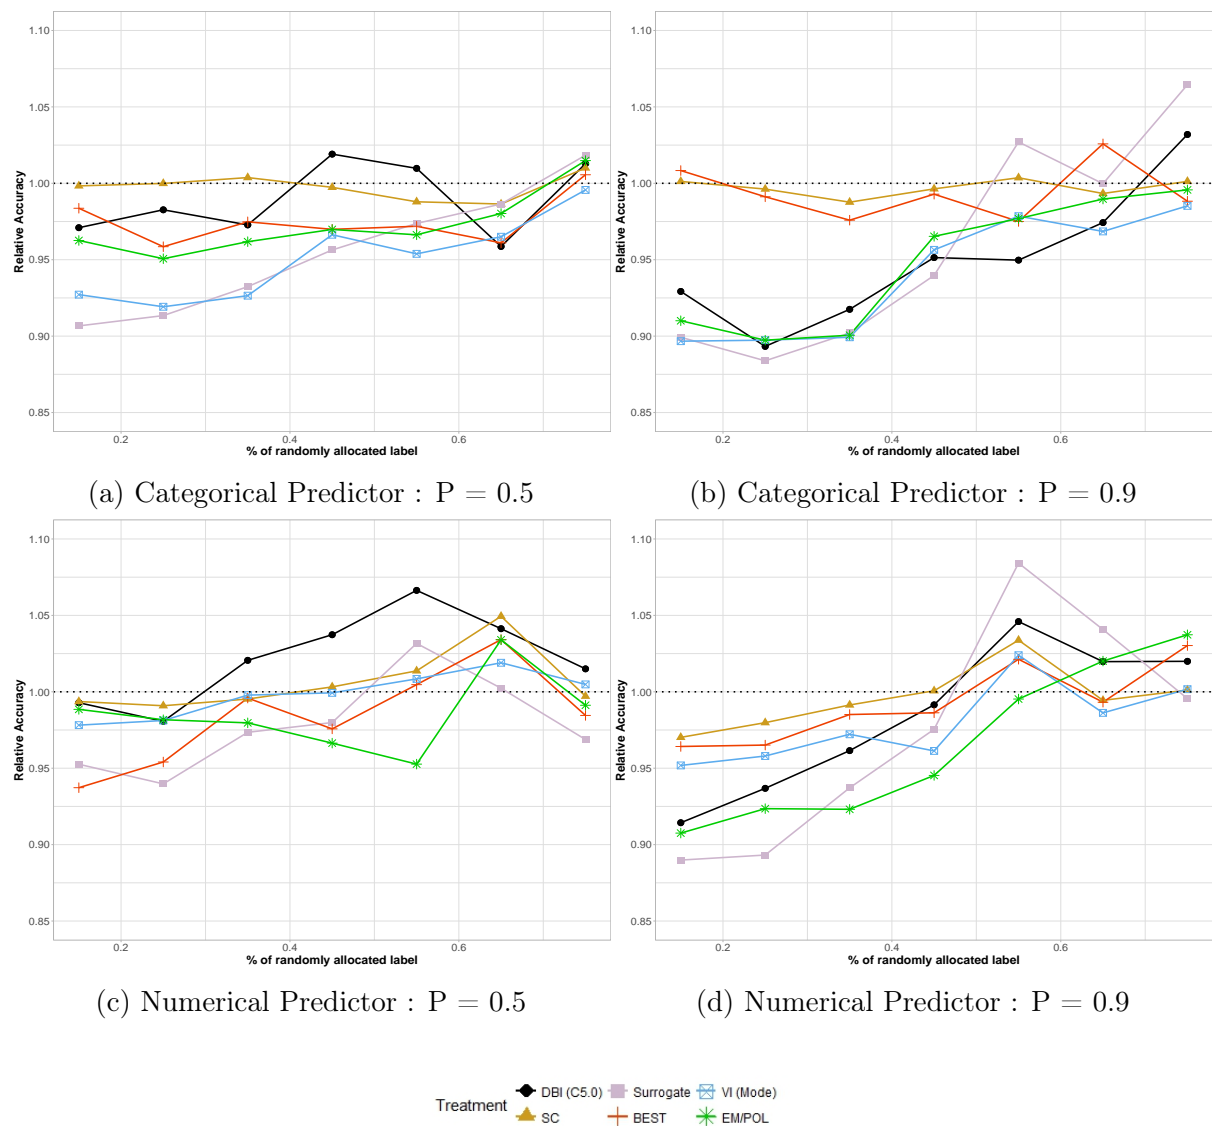 1.10
1.05
1.00
0.95
0.90
0.85
Relative Accuracy
0.2 0.4 0.6
% of randomly allocated label
(a) Categorical Predictor : P = 0.5
1.10
1.05
1.00
0.95
0.90
0.85
Relative Accuracy
0.2 0.4 0.6
% of randomly allocated label
(b) Categorical Predictor : P = 0.9
1.10
1.05
1.00
0.95
0.90
0.85
Relative Accuracy
0.2 0.4 0.6
% of randomly allocated label
(c) Numerical Predictor : P = 0.5
1.10
1.05
1.00
0.95
0.90
0.85
Relative Accuracy
0.2 0.4 0.6
% of randomly allocated label
(d) Numerical Predictor : P = 0.9
Treatment
DBI (C5.0) Surrogate VI (Mode)
SC BEST EM/POL